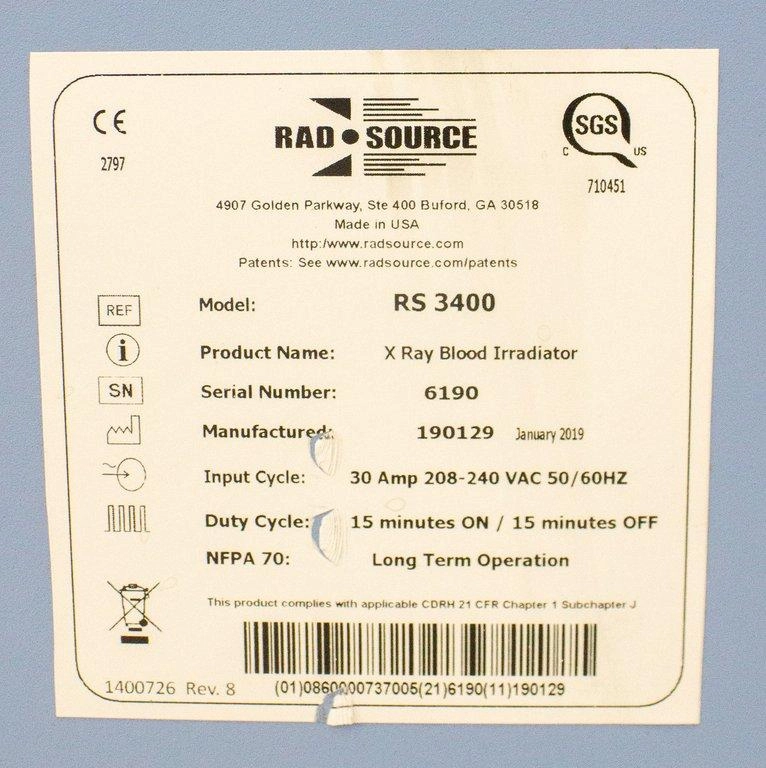 CE
2797
RAD SOURCE
SGS
C US
710451
4907 Golden Parkway, Ste 400 Buford, GA 30518
Made in USA
http:/www.radsource.com
Patents: See www.radsource.com/patents
REF Model: RS 3400
i Product Name: X Ray Blood Irradiator
SN Serial Number: 6190
Manufactured: 190129 January 2019
Input Cycle: 30 Amp 208-240 VAC 50/60HZ
Duty Cycle: 15 minutes ON / 15 minutes OFF
NFPA 70: Long Term Operation
This product complies with applicable CDRH 21 CFR Chapter 1 Subchapter J
1400726 Rev. 8 (01)0860000737005(21)6190(11)190129